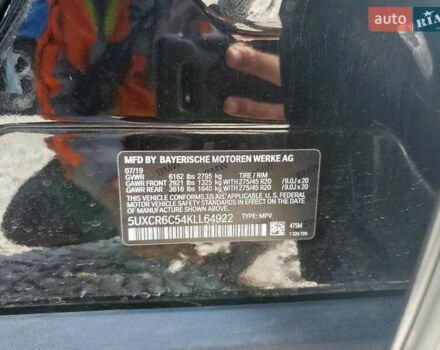 auto RIA
MFD BY BAYERISCHE MOTOREN WERKE AG
07/19
GVWR 6162 lbs 2795 kg TIRE / RIM
GAWR FRONT 2921 lbs 1325 kg WITH 275/45 R20 /9.0J x 20
GAWR REAR 3616 lbs 1640 kg WITH 275/45 R20 /9.0J x 20
THIS VEHICLE CONFORMS TO ALL APPLICABLE U.S. FEDERAL
MOTOR VEHICLE SAFETY STANDARDS IN EFFECT
ON THE DATE OF MANUFACTURE SHOWN ABOVE.
5UXCR6C54KLL64922 TYPE: MPV
475M